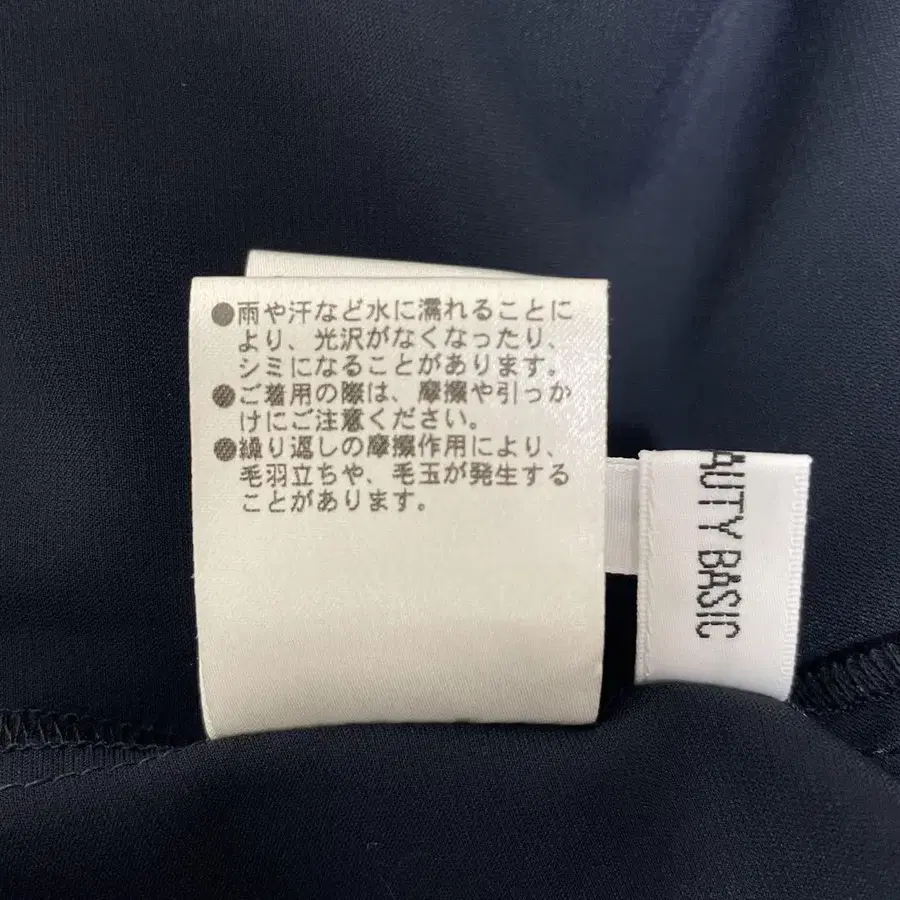 ●雨や汗など水に濡れることに
より、光沢がなくなったり、
シミになることがあります。
●ご着用の際は、摩擦や引っか
けにご注意ください。
●繰り返しの摩擦作用により、
毛羽立ちや、毛玉が発生する
ことがあります。
AUTY BASIC